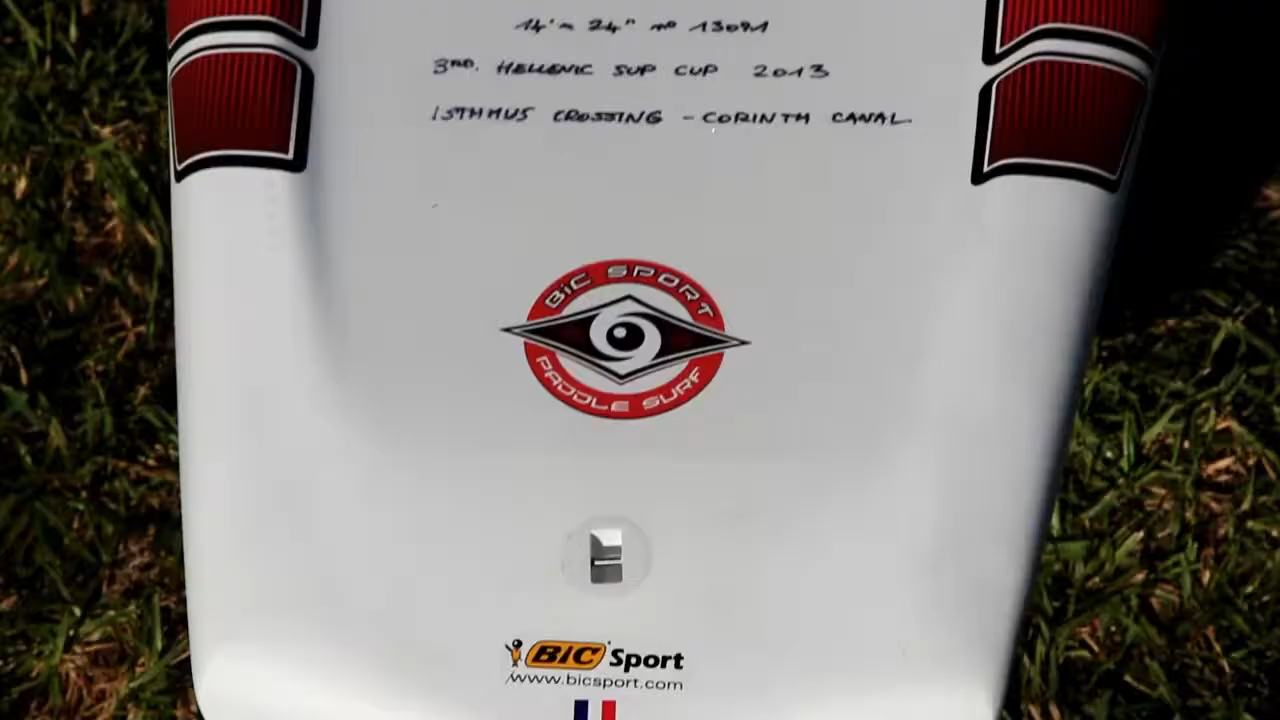 14' x 24" nº 13091
3RD. HELLENIC SUP CUP 2013
ISTHMUS CROSSING - CORINTH CANAL
BIC SPORT
PADDLE SURF
BIC Sport
www.bicsport.com